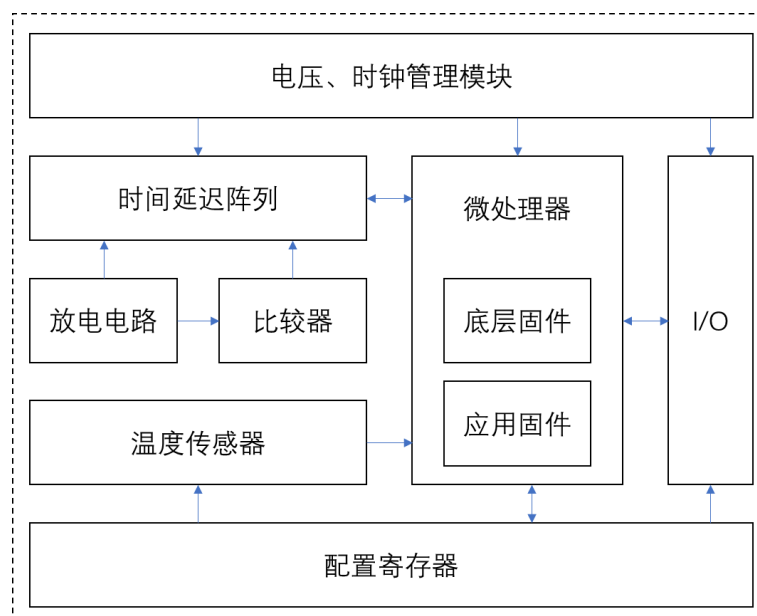 电压、时钟管理模块
时间延迟阵列
微处理器
放电电路
比较器
底层固件
I/O
温度传感器
应用固件
配置寄存器